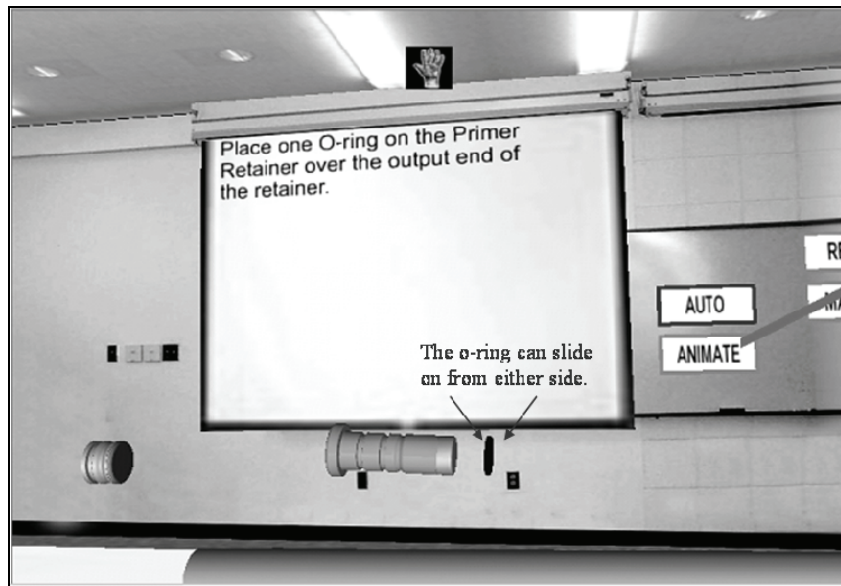 Place one O-ring on the Primer
Retainer over the output end of
the retainer.
AUTO
ANIMATE
The o-ring can slide
on from either side.